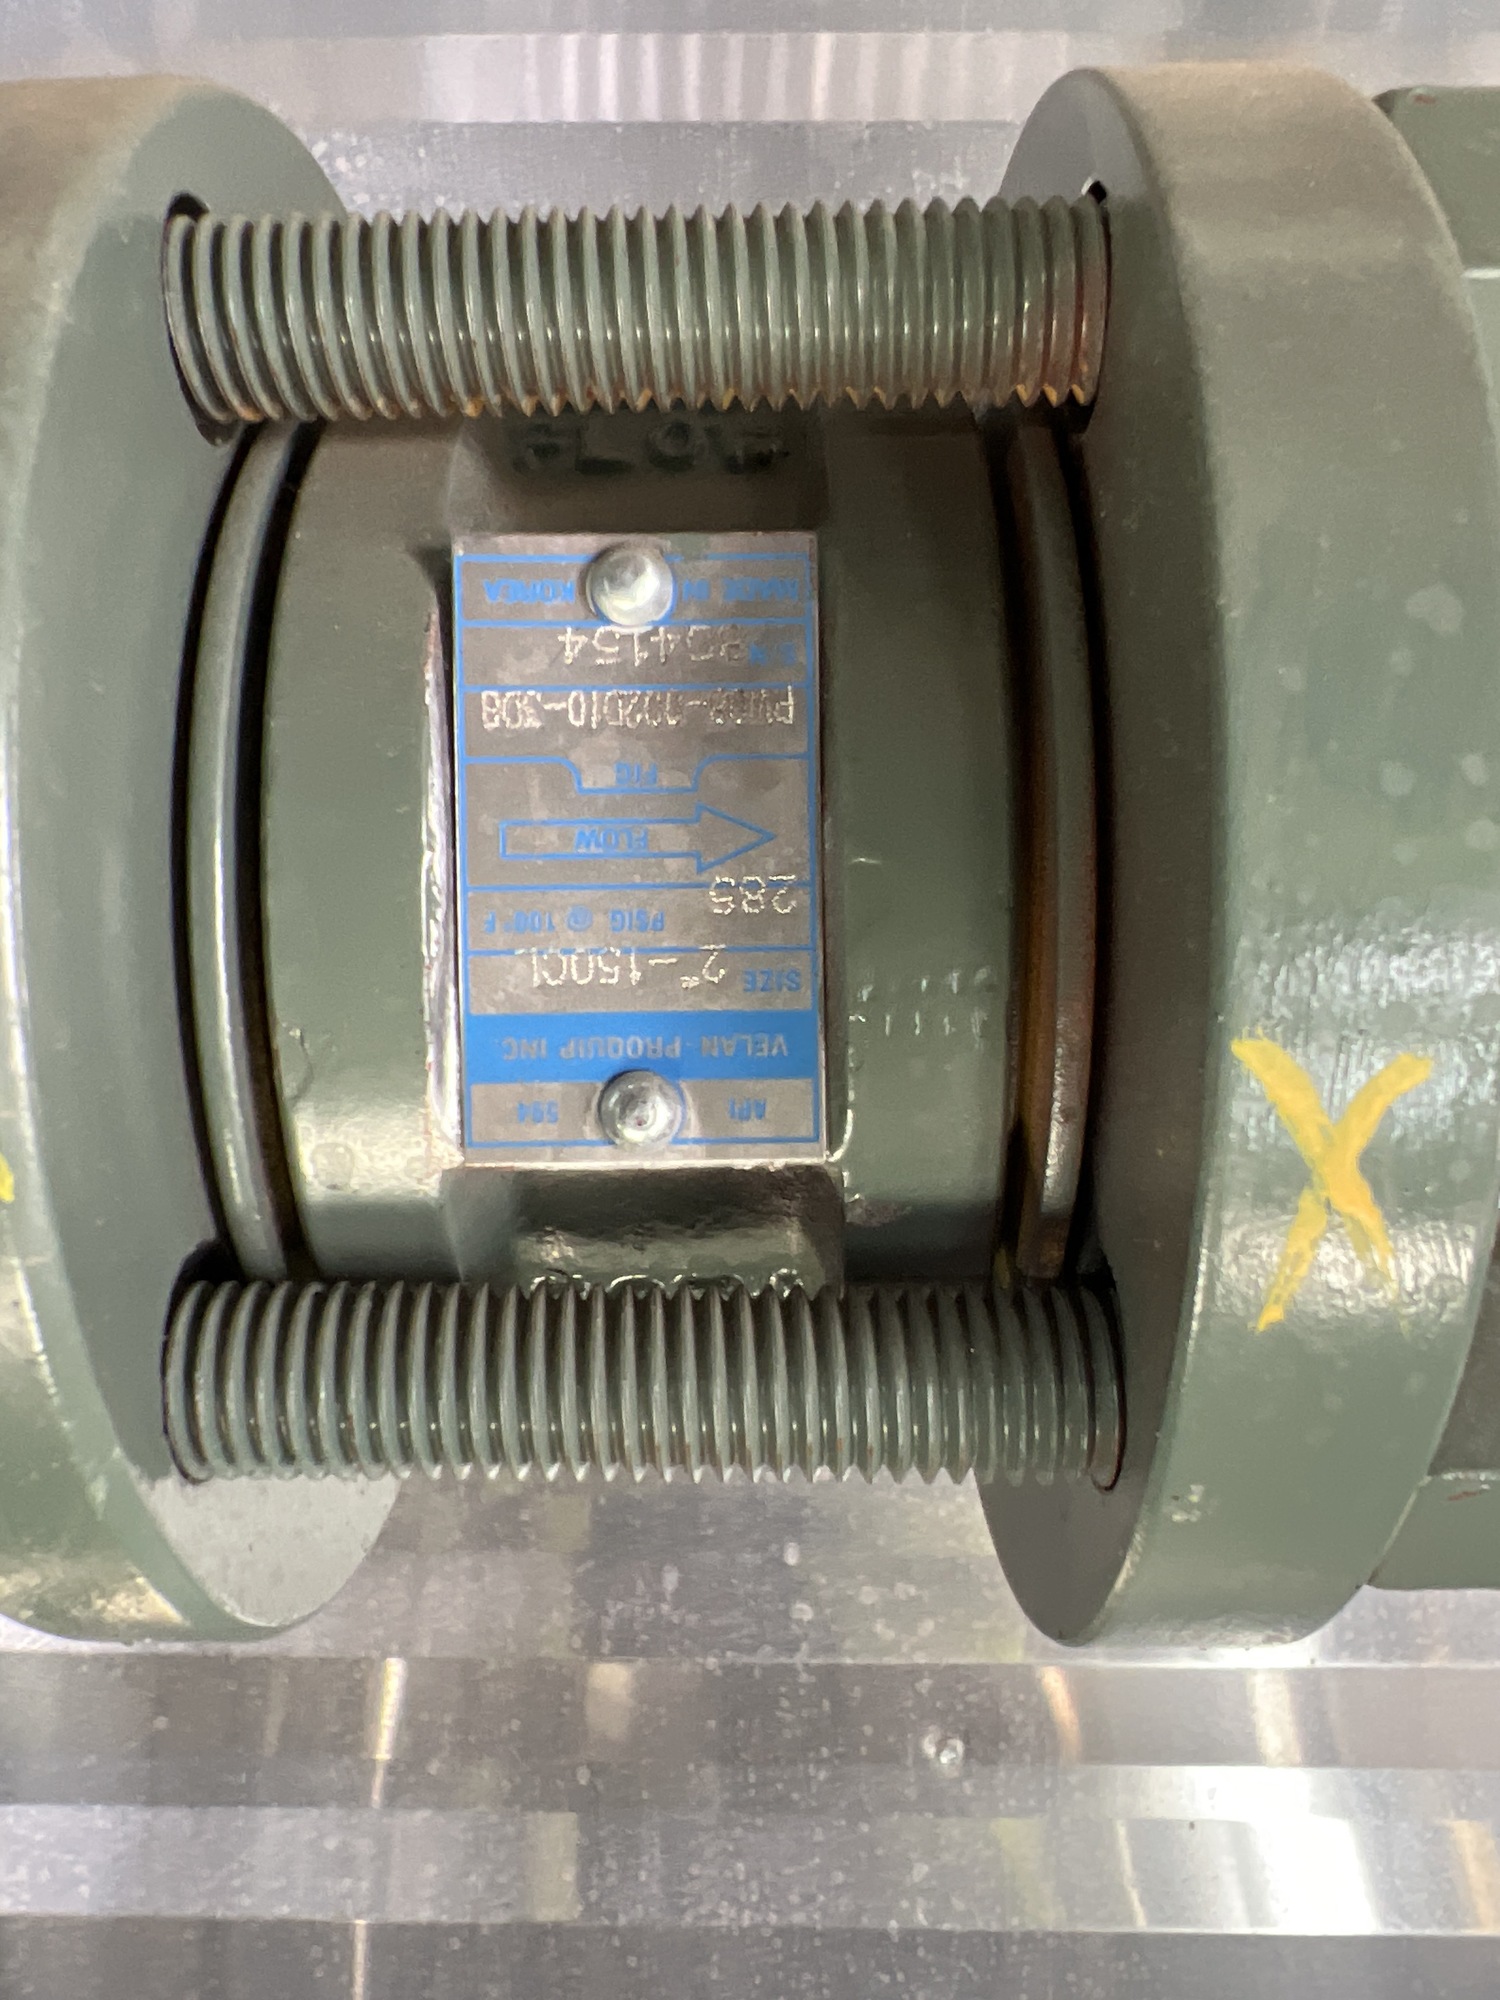 API 594
VELAN-PROQUIP INC.
SIZE 2"-150CL
PSIG @ 100°F
285
FLOW
FIG
S/N
MADE IN KOREA
X